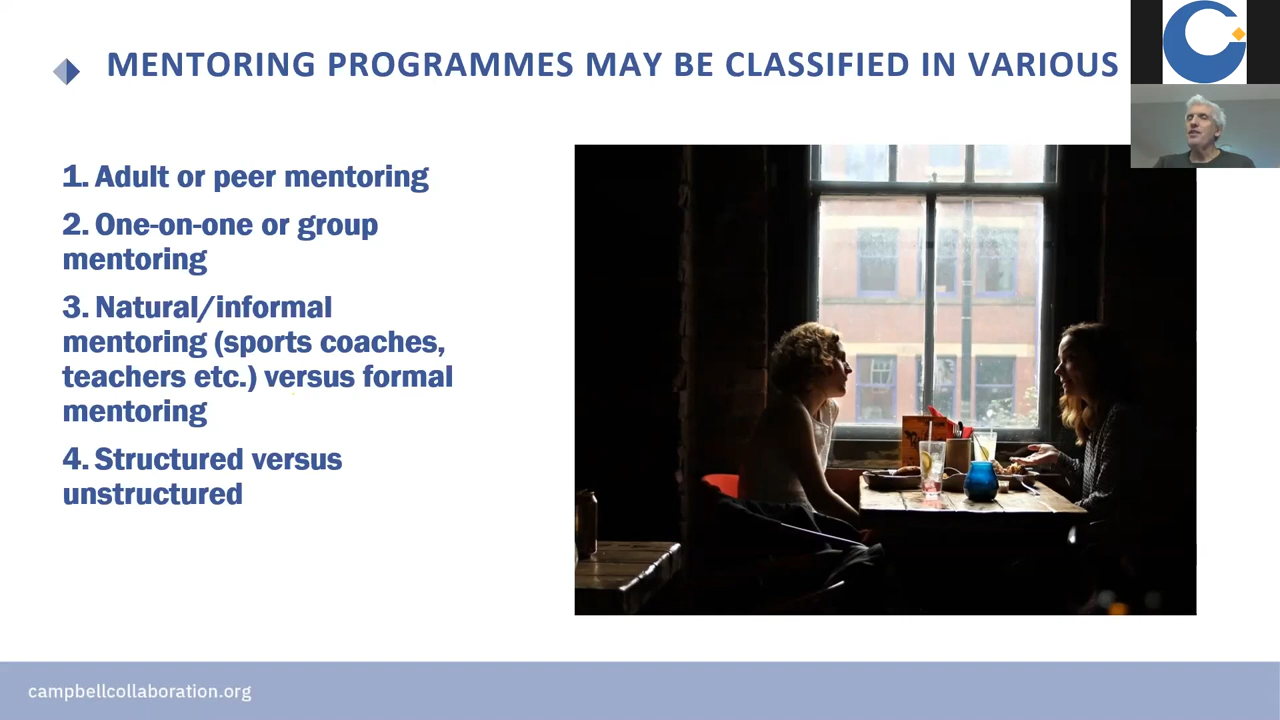 MENTORING PROGRAMMES MAY BE CLASSIFIED IN VARIOUS
1. Adult or peer mentoring
2. One-on-one or group
mentoring
3. Natural/informal
mentoring (sports coaches,
teachers etc.) versus formal
mentoring
4. Structured versus
unstructured
campbellcollaboration.org